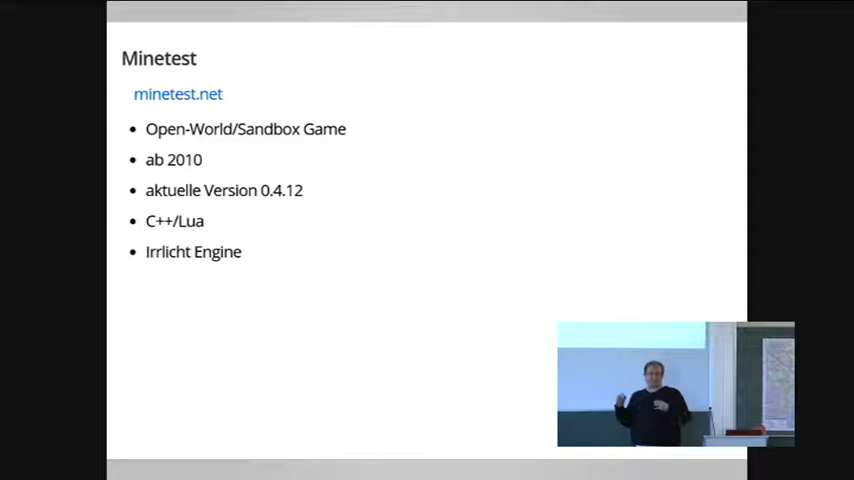 Minetest
minetest.net
Open-World/Sandbox Game
ab 2010
aktuelle Version 0.4.12
C++/Lua
Irrlicht Engine